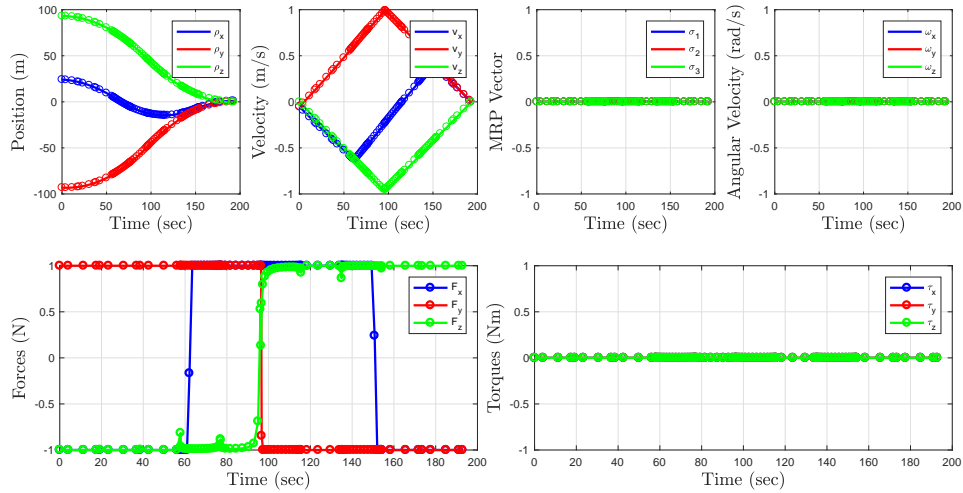 Position (m)
100
50
0
-50
-100
0
50
100
150
200
Time (sec)
ρx
ρy
ρz
Velocity (m/s)
1
0.5
0
-0.5
-1
0
50
100
150
200
Time (sec)
vx
vy
vz
MRP Vector
1
0.5
0
-0.5
-1
0
50
100
150
200
Time (sec)
σ1
σ2
σ3
Angular Velocity (rad/s)
1
0.5
0
-0.5
-1
0
50
100
150
200
Time (sec)
ωx
ωy
ωz
Forces (N)
1
0.5
0
-0.5
-1
0
20
40
60
80
100
120
140
160
180
200
Time (sec)
Fx
Fy
Fz
Torques (Nm)
1
0.5
0
-0.5
-1
0
20
40
60
80
100
120
140
160
180
200
Time (sec)
τx
τy
τz